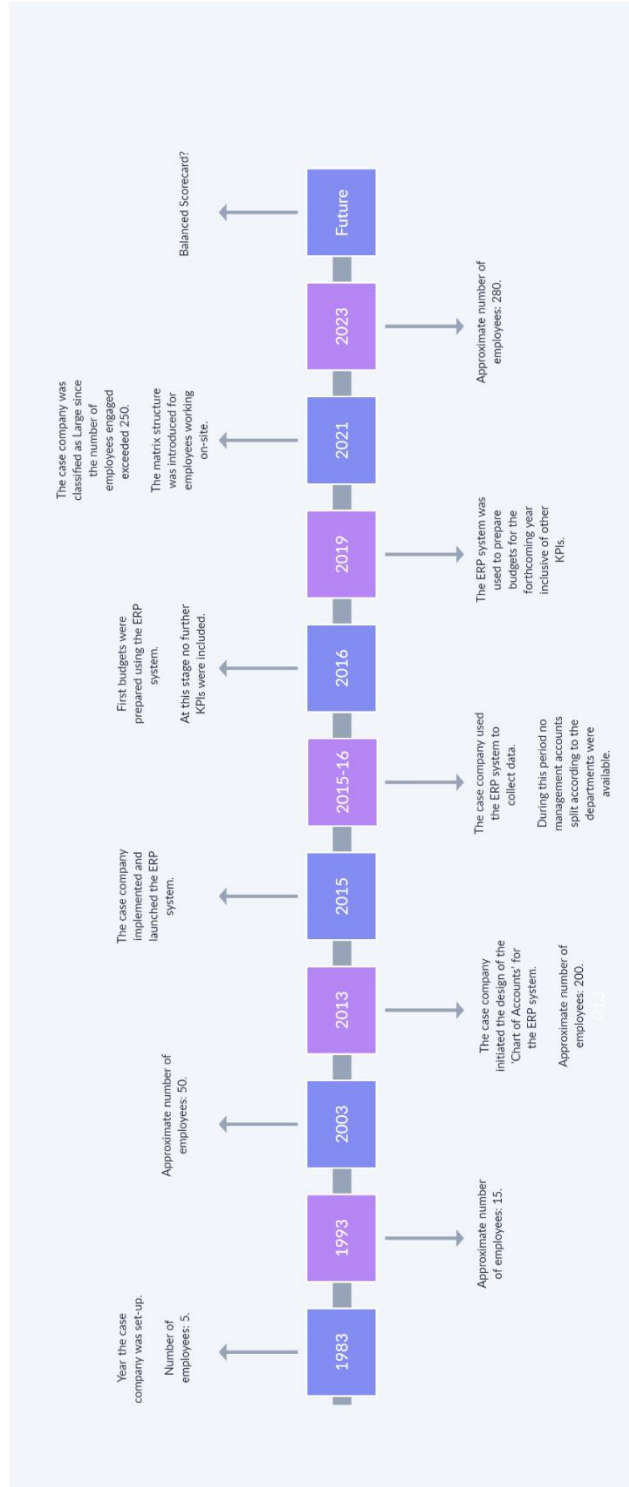 Year the case
company was set-up.
Number of
employees: 5.
1983
1993
Approximate number
of employees: 15.
Approximate number of
employees: 50.
2003
2013
The case company
initiated the design of the
'Chart of Accounts' for
the ERP system.
Approximate number of
employees: 200.
The case company
implemented and
launched the ERP
system.
2015
2015-16
The case company used
the ERP system to
collect data.
During this period no
management accounts
split according to the
departments were
available.
First budgets were
prepared using the ERP
system.
At this stage no further
KPIs were included.
2016
2019
The ERP system was
used to prepare
budgets for the
forthcoming year
inclusive of other
KPIs.
The case company was
classified as Large since
the number of
employees engaged
exceeded 250.
The matrix structure
was introduced for
employees working
on-site.
2021
2023
Approximate number of
employees: 280.
Balanced Scorecard?
Future